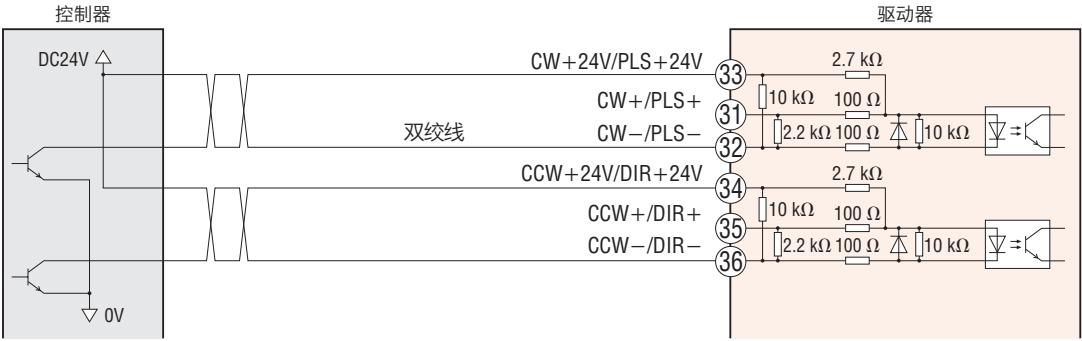 控制器
驱动器
DC24V
CW+24V/PLS+24V
33
2.7 kΩ
10 kΩ
CW+/PLS+
31
100 Ω
双绞线
CW−/PLS−
32
2.2 kΩ
100 Ω
10 kΩ
CCW+24V/DIR+24V
34
2.7 kΩ
10 kΩ
CCW+/DIR+
35
100 Ω
CCW−/DIR−
36
2.2 kΩ
100 Ω
10 kΩ
0V